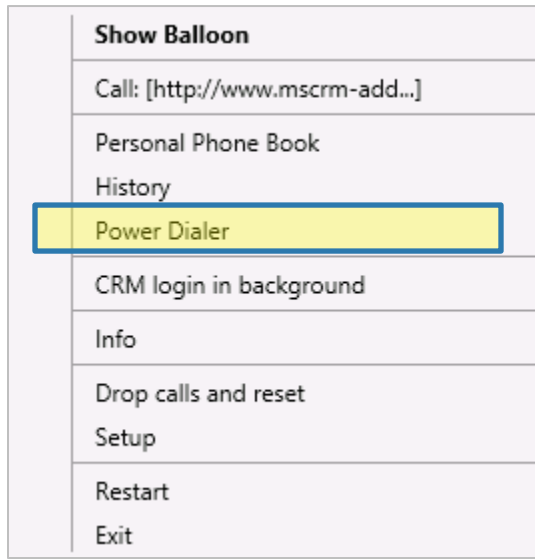 Show Balloon
Call: [http://www.mscrm-add...]
Personal Phone Book
History
Power Dialer
CRM login in background
Info
Drop calls and reset
Setup
Restart
Exit